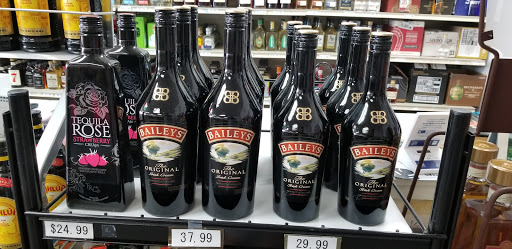 TEQUILA
ROSE
STRAWBERRY
CREAM
BAILEYS
The
ORIGINAL
Irish Cream
BAILEYS
The
ORIGINAL
Irish Cream
BAILEYS
The
ORIGINAL
Irish Cream
BAILEYS
The
ORIGINAL
Irish Cream
$24.99
37.99
29.99